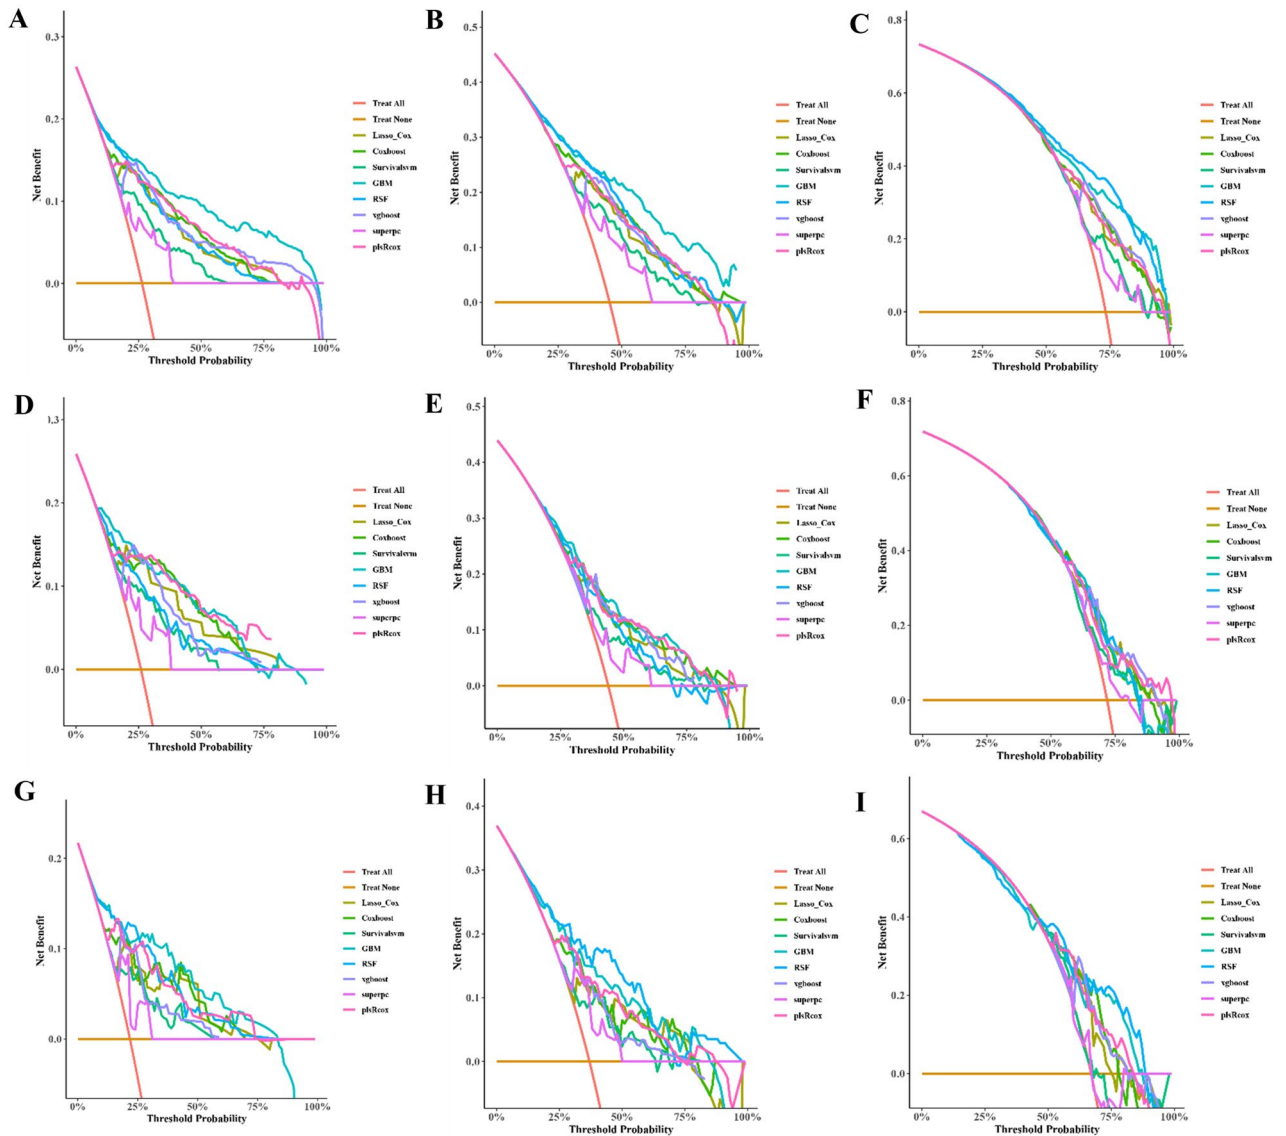 A
Net Benefit
0.3
0.2
0.1
0.0
0%
25%
50%
75%
100%
Threshold Probability
Treat All
Treat None
Lasso_Cox
Coxboost
Survivalsvm
GBM
RSF
xgboost
superpc
plsRcox
B
Net Benefit
0.5
0.4
0.3
0.2
0.1
0.0
0%
25%
50%
75%
100%
Threshold Probability
Treat All
Treat None
Lasso_Cox
Coxboost
Survivalsvm
GBM
RSF
xgboost
superpc
plsRcox
C
Net Benefit
0.8
0.6
0.4
0.2
0.0
0%
25%
50%
75%
100%
Threshold Probability
Treat All
Treat None
Lasso_Cox
Coxboost
Survivalsvm
GBM
RSF
xgboost
superpc
plsRcox
D
Net Benefit
0.2
0.1
0.0
0%
25%
50%
75%
100%
Threshold Probability
Treat All
Treat None
Lasso_Cox
Coxboost
Survivalsvm
GBM
RSF
xgboost
superpc
plsRcox
E
Net Benefit
0.5
0.4
0.3
0.2
0.1
0.0
0%
25%
50%
75%
100%
Threshold Probability
Treat All
Treat None
Lasso_Cox
Coxboost
Survivalsvm
GBM
RSF
xgboost
superpc
plsRcox
F
Net Benefit
0.8
0.6
0.4
0.2
0.0
0%
25%
50%
75%
100%
Threshold Probability
Treat All
Treat None
Lasso_Cox
Coxboost
Survivalsvm
GBM
RSF
xgboost
superpc
plsRcox
G
Net Benefit
0.2
0.1
0.0
0%
25%
50%
75%
100%
Threshold Probability
Treat All
Treat None
Lasso_Cox
Coxboost
Survivalsvm
GBM
RSF
xgboost
superpc
plsRcox
H
Net Benefit
0.4
0.3
0.2
0.1
0.0
0%
25%
50%
75%
100%
Threshold Probability
Treat All
Treat None
Lasso_Cox
Coxboost
Survivalsvm
GBM
RSF
xgboost
superpc
plsRcox
I
Net Benefit
0.6
0.4
0.2
0.0
0%
25%
50%
75%
100%
Threshold Probability
Treat All
Treat None
Lasso_Cox
Coxboost
Survivalsvm
GBM
RSF
xgboost
superpc
plsRcox